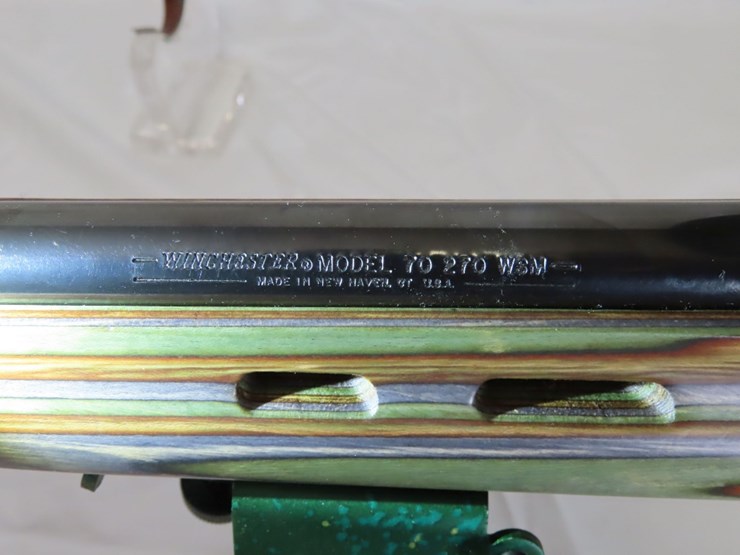 WINCHESTER® MODEL 70 270 WSM
MADE IN NEW HAVEN, CT U.S.A.